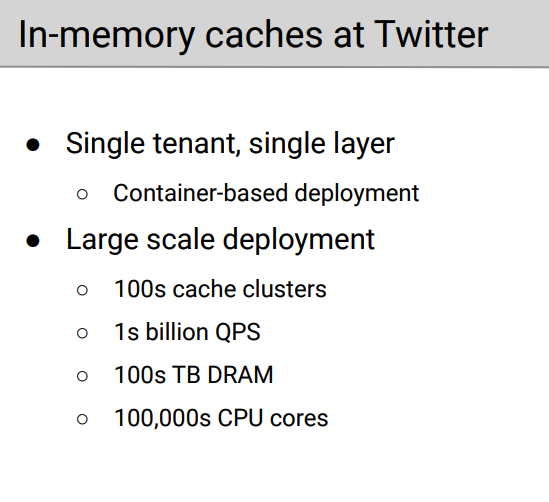 In-memory caches at Twitter
● Single tenant, single layer
○ Container-based deployment
● Large scale deployment
○ 100s cache clusters
○ 1s billion QPS
○ 100s TB DRAM
○ 100,000s CPU cores